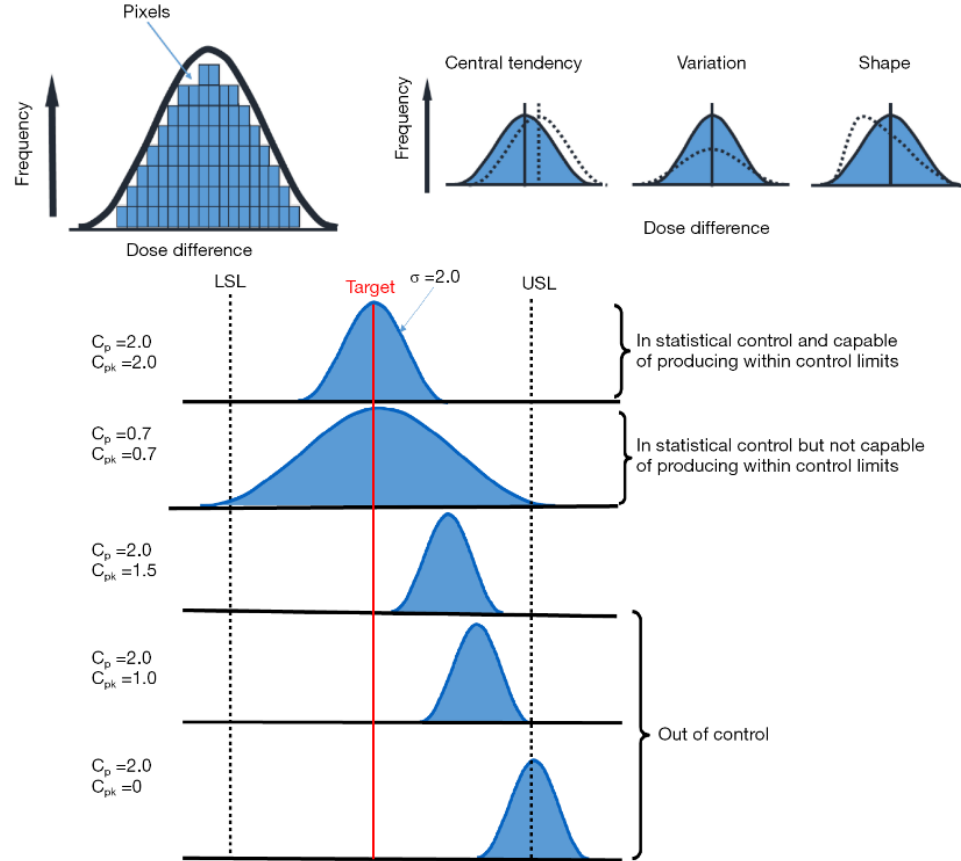 Pixels
Frequency
Dose difference
Central tendency
Variation
Shape
Frequency
Dose difference
LSL
Target
σ =2.0
USL
Cp =2.0
Cpk =2.0
In statistical control and capable
of producing within control limits
Cp =0.7
Cpk =0.7
In statistical control but not capable
of producing within control limits
Cp =2.0
Cpk =1.5
Cp =2.0
Cpk =1.0
Out of control
Cp =2.0
Cpk =0